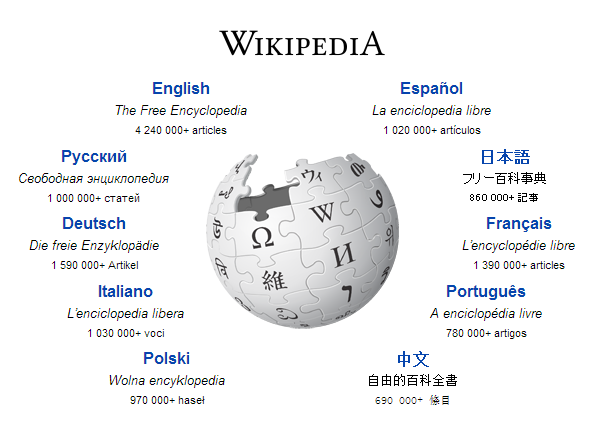 WIKIPEDIA
English
The Free Encyclopedia
4 240 000+ articles
Español
La enciclopedia libre
1 020 000+ artículos
Русский
Свободная энциклопедия
1 000 000+ статей
日本語
フリー百科事典
860 000+ 記事
Deutsch
Die freie Enzyklopädie
1 590 000+ Artikel
Français
L'encyclopédie libre
1 390 000+ articles
Italiano
L'enciclopedia libera
1 030 000+ voci
Português
A enciclopédia livre
780 000+ artigos
Polski
Wolna encyklopedia
970 000+ haseł
中文
自由的百科全書
690 000+ 條目
ウィ
Ω
W
И
維